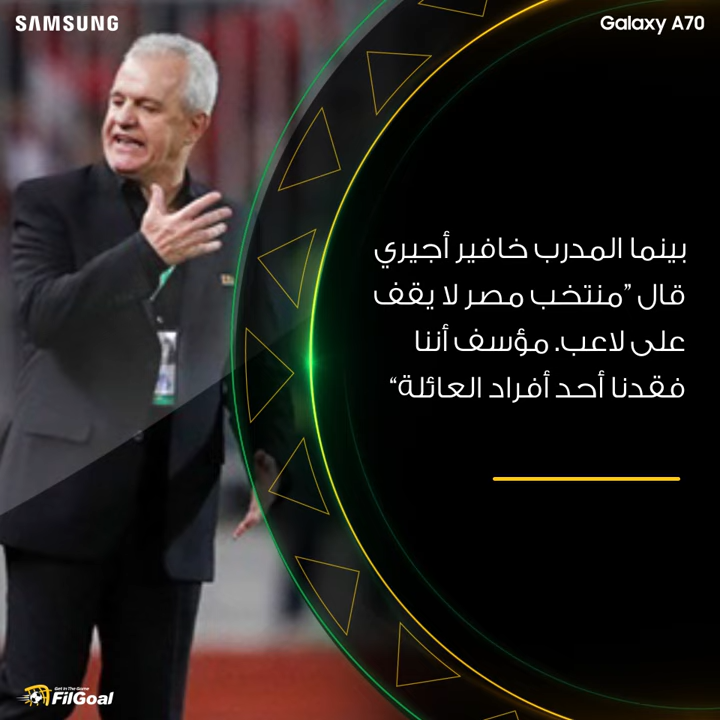 SAMSUNG
Galaxy A70
بينما المدرب خافير أجيري
قال ”منتخب مصر لا يقف
على لاعب. مؤسف أننا
فقدنا أحد أفراد العائلة“
Get In The Game
FilGoal